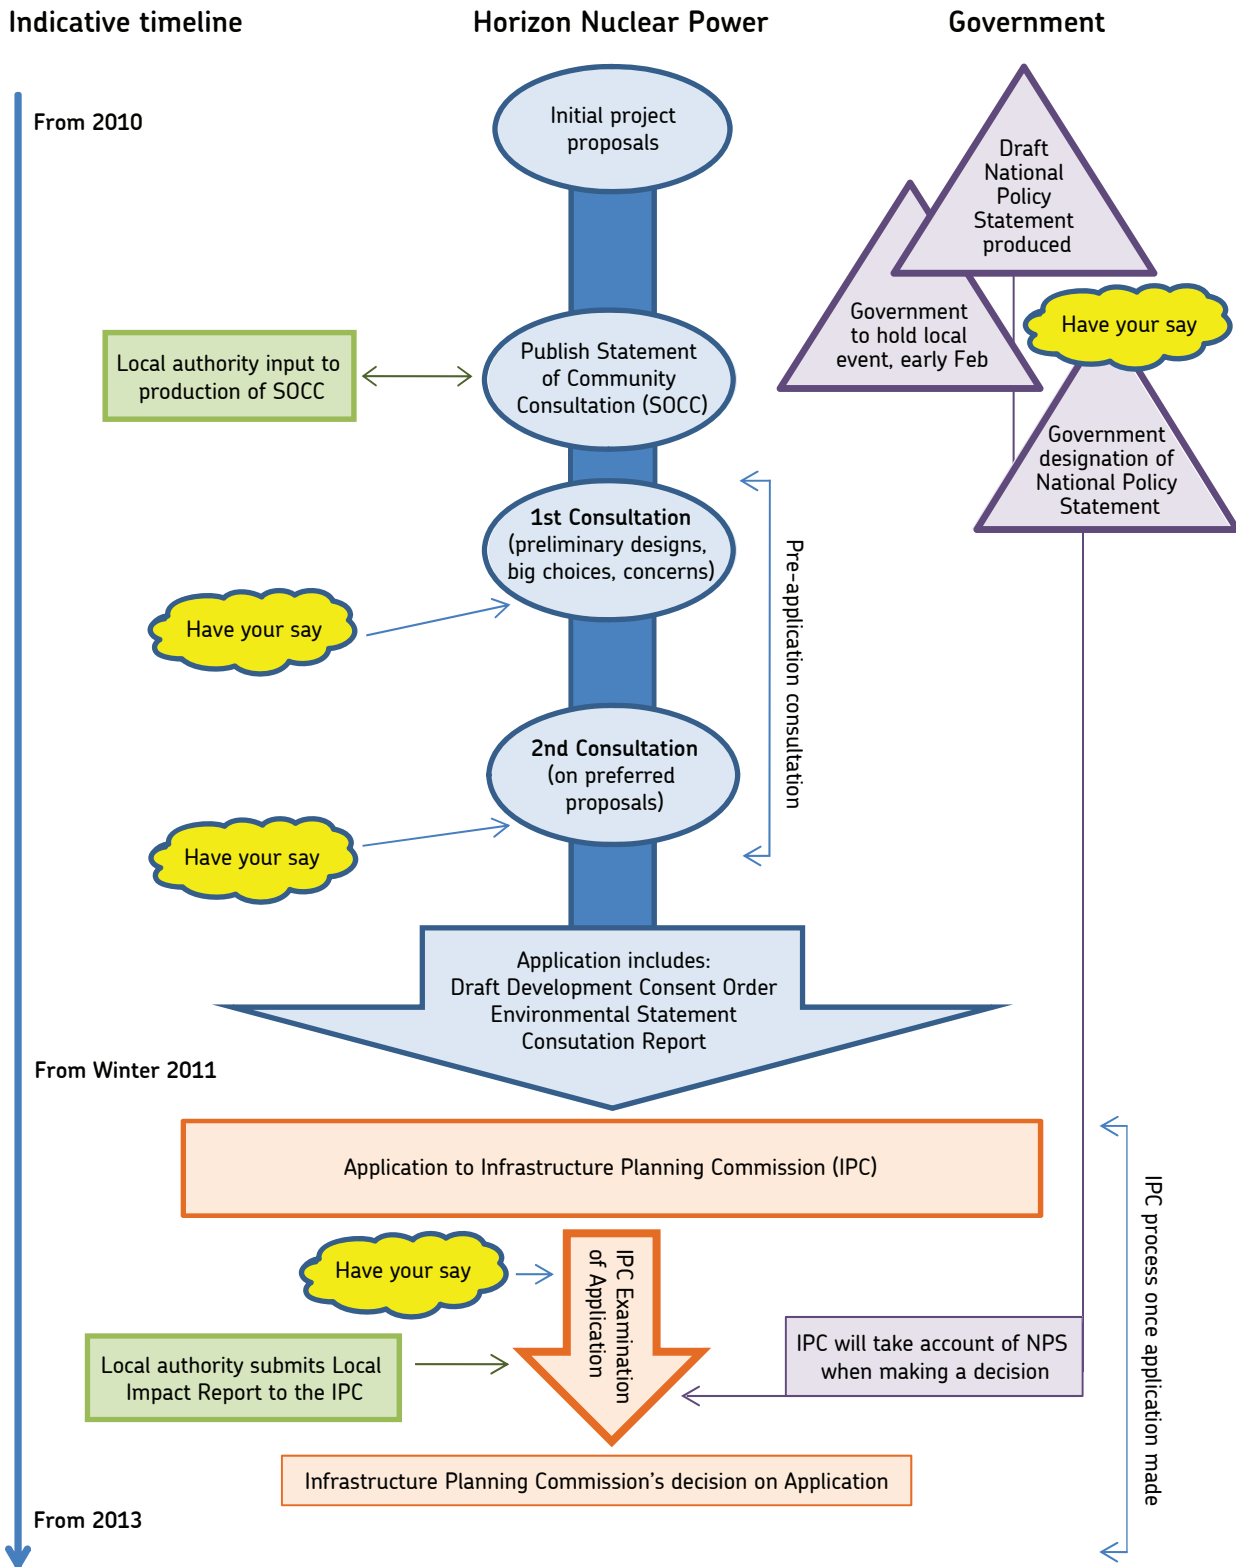 Indicative timeline
Horizon Nuclear Power
Government
From 2010
Initial project
proposals
Draft
National
Policy
Statement
produced
Government
to hold local
event, early Feb
Have your say
Local authority input to
production of SOCC
Publish Statement
of Community
Consultation (SOCC)
Government
designation of
National Policy
Statement
1st Consultation
(preliminary designs,
big choices, concerns)
Have your say
Pre-application consultation
2nd Consultation
(on preferred
proposals)
Have your say
Application includes:
Draft Development Consent Order
Environmental Statement
Consutation Report
From Winter 2011
Application to Infrastructure Planning Commission (IPC)
Have your say
IPC Examination
of Application
IPC process once application made
Local authority submits Local
Impact Report to the IPC
IPC will take account of NPS
when making a decision
Infrastructure Planning Commission’s decision on Application
From 2013